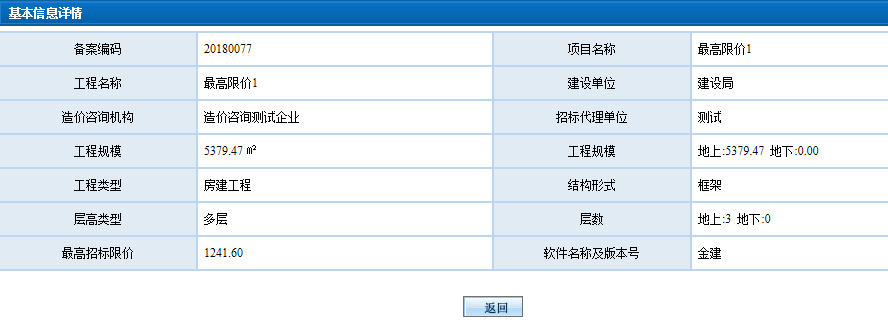 基本信息详情
备案编码 20180077 项目名称 最高限价1
工程名称 最高限价1 建设单位 建设局
造价咨询机构 造价咨询测试企业 招标代理单位 测试
工程规模 5379.47 ㎡ 工程规模 地上:5379.47 地下:0.00
工程类型 房建工程 结构形式 框架
层高类型 多层 层数 地上:3 地下:0
最高招标限价 1241.60 软件名称及版本号 金建
返回